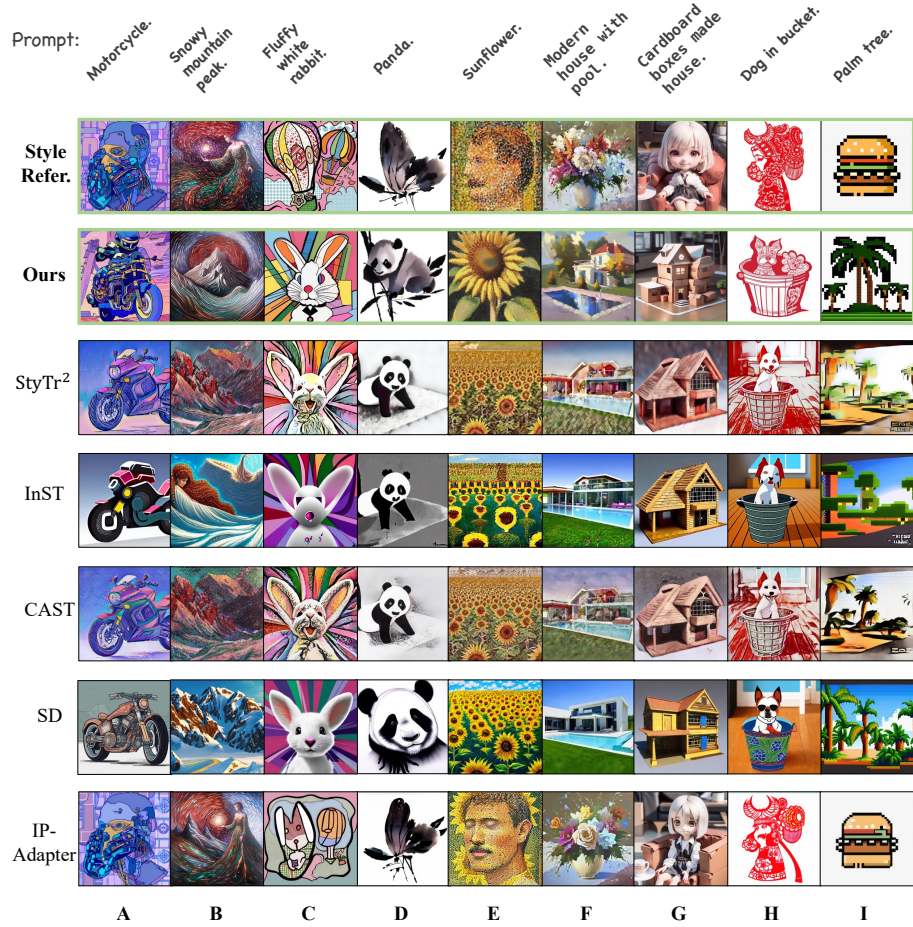 Prompt:
Motorcycle.
Snowy
mountain
peak.
Fluffy
white
rabbit.
Panda.
Sunflower.
Modern
house with
pool.
Cardboard
boxes made
house.
Dog in bucket.
Palm tree.
Style
Refer.
Ours
StyTr²
InST
CAST
SD
IP-
Adapter
A B C D E F G H I